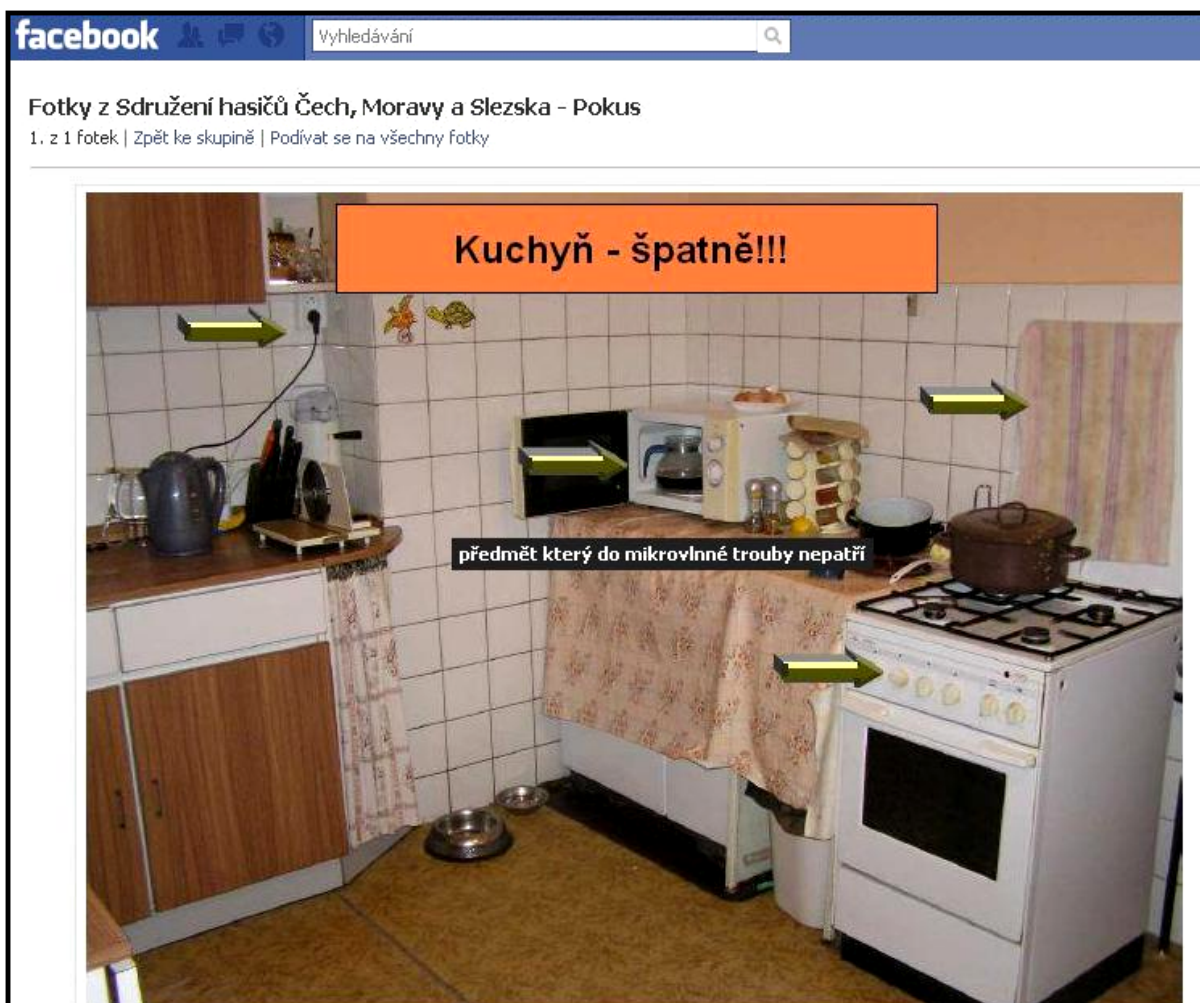 facebook
Vyhledávání
Fotky z Sdružení hasičů Čech, Moravy a Slezska - Pokus
1. z 1 fotek | Zpět ke skupině | Podívat se na všechny fotky
Kuchyň - špatně!!!
předmět který do mikrovlnné trouby nepatří